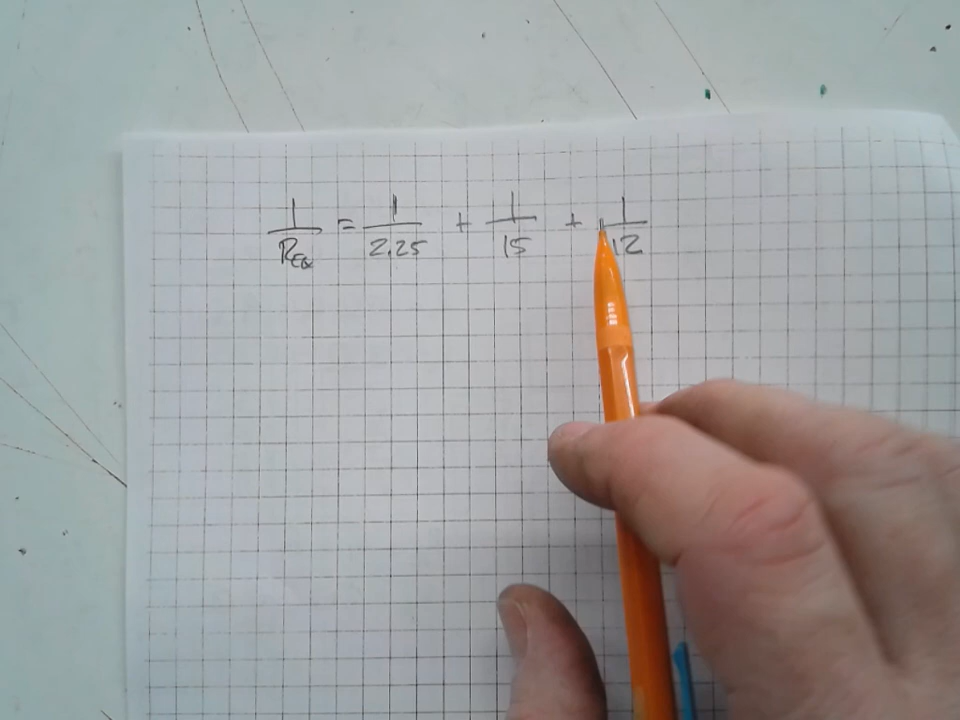 1/R_EQ = 1/2.25 + 1/15 + 1/12